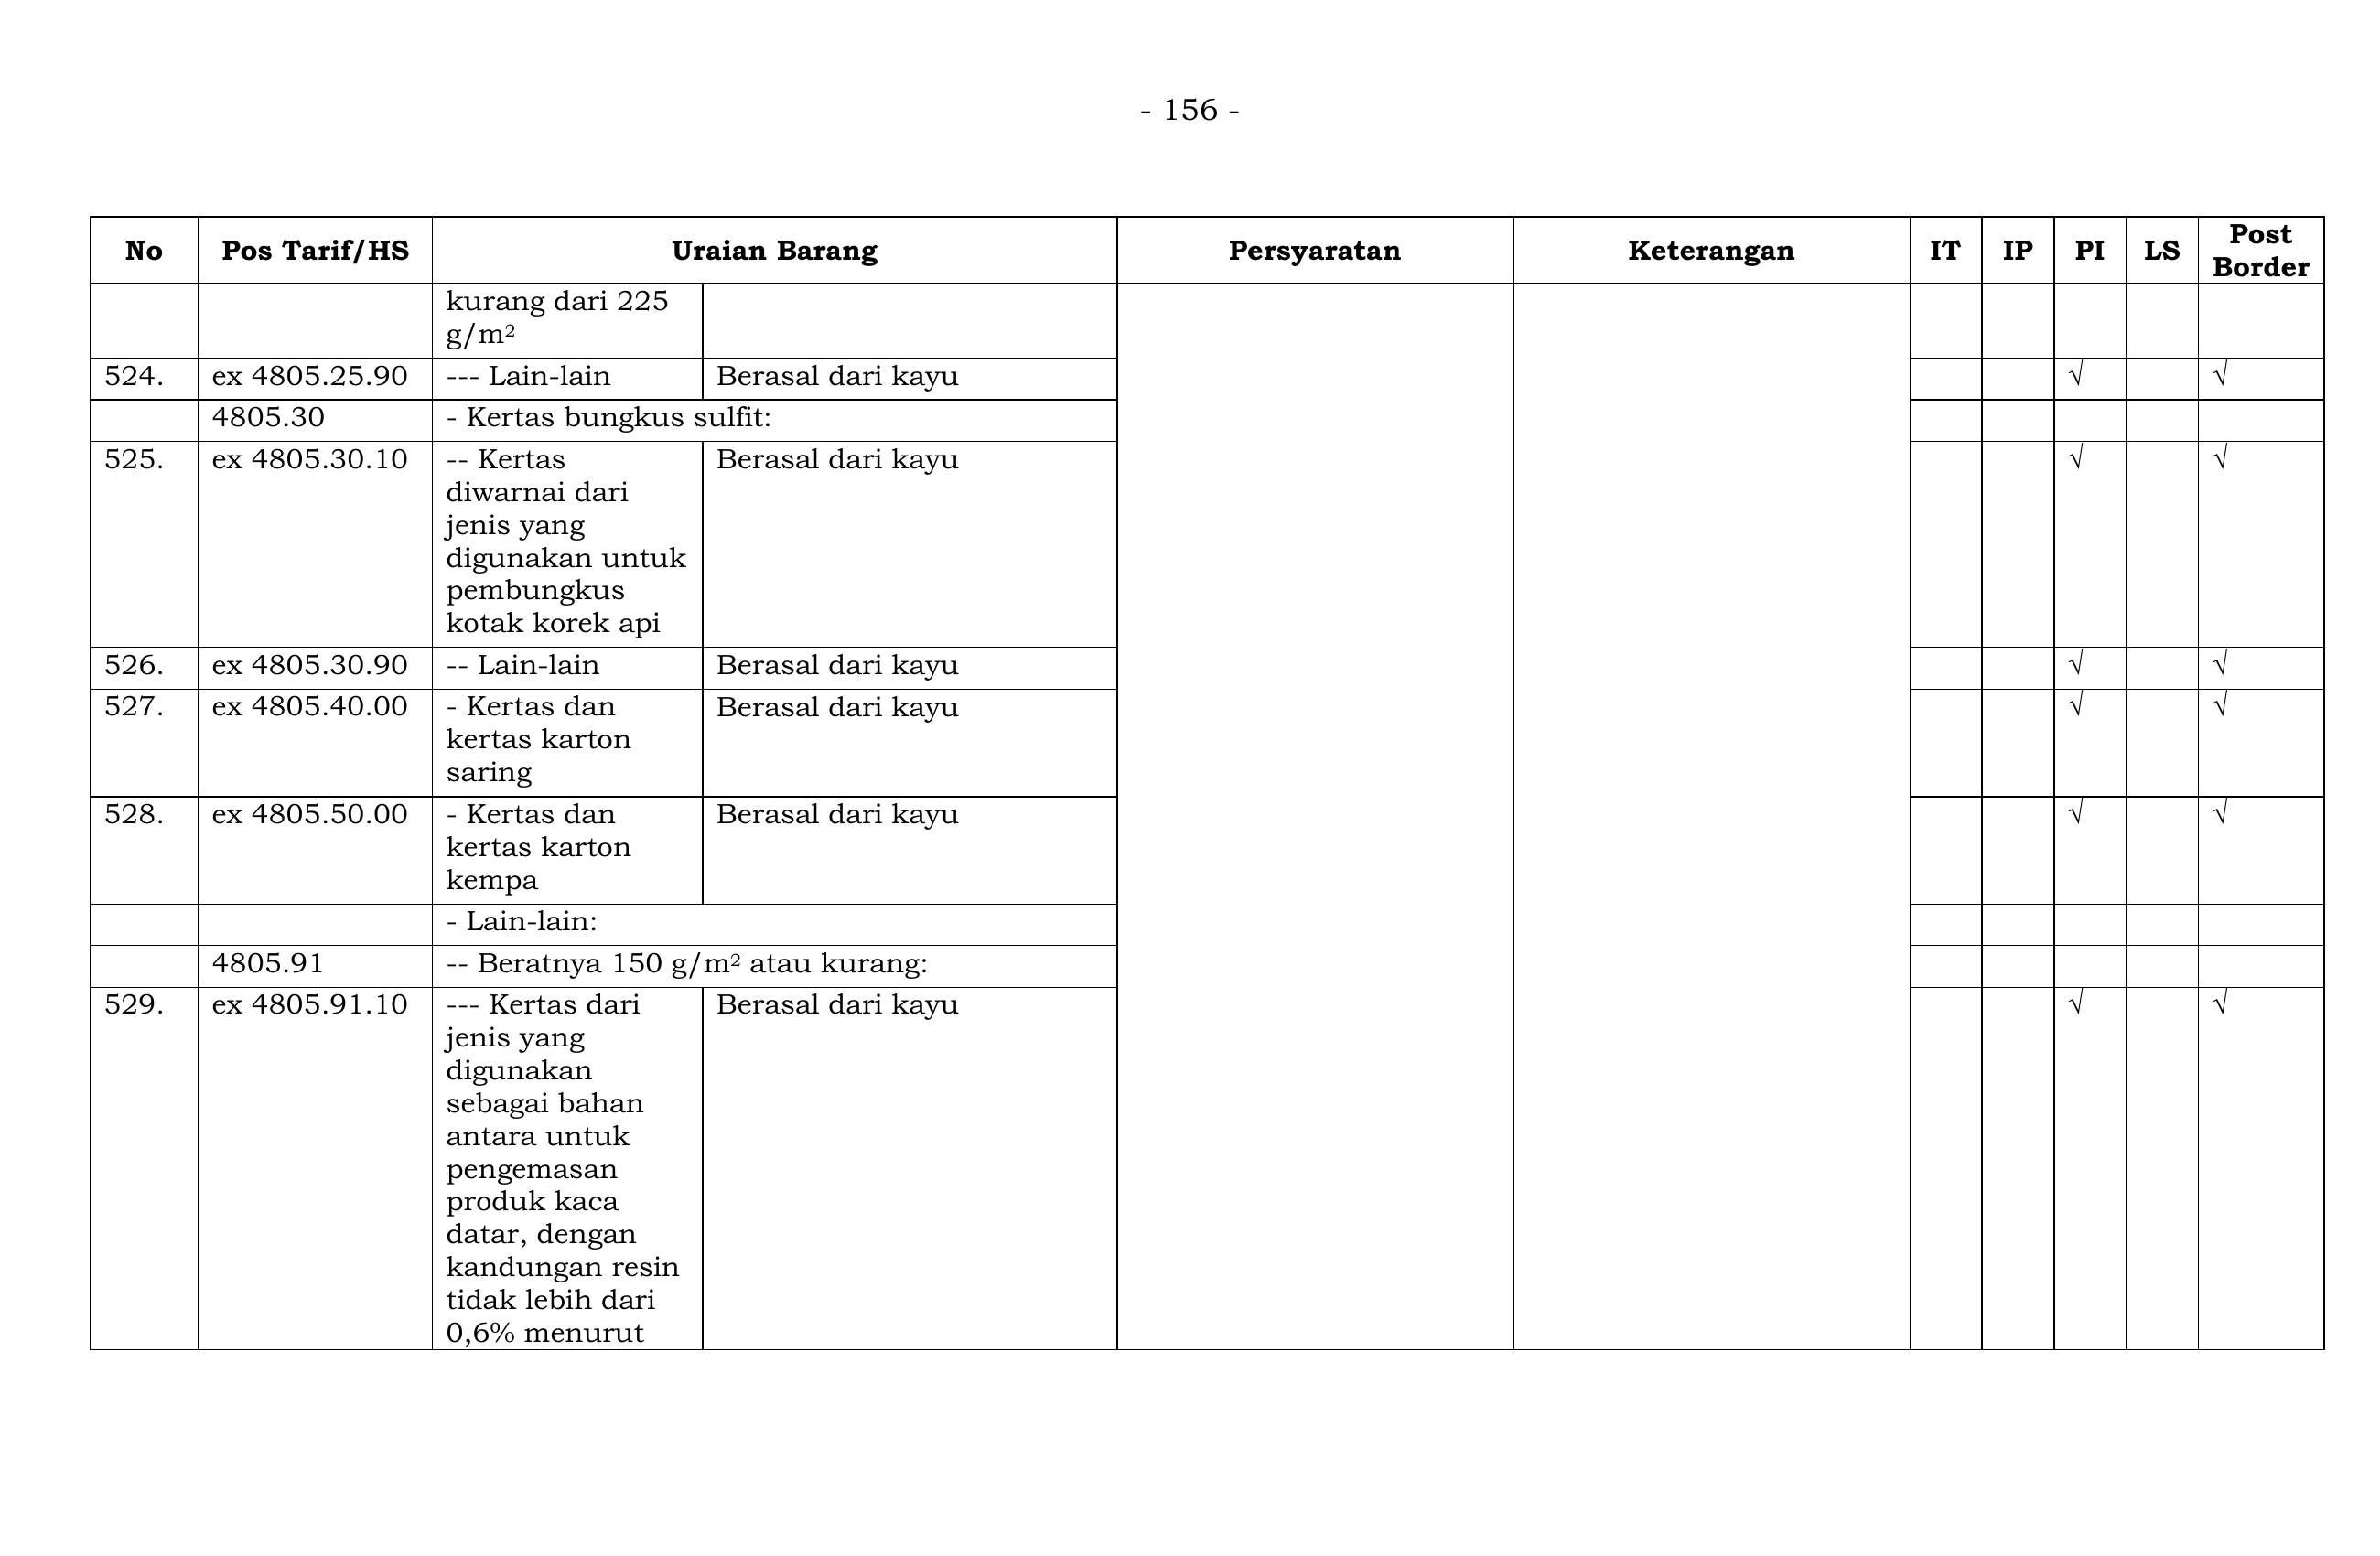 - 156 -
No Pos Tarif/HS Uraian Barang Persyaratan Keterangan IT IP PI LS Post Border
kurang dari 225
g/m²
524. ex 4805.25.90 --- Lain-lain Berasal dari kayu √ √
4805.30 - Kertas bungkus sulfit:
525. ex 4805.30.10 -- Kertas Berasal dari kayu √ √
diwarnai dari
jenis yang
digunakan untuk
pembungkus
kotak korek api
526. ex 4805.30.90 -- Lain-lain Berasal dari kayu √ √
527. ex 4805.40.00 - Kertas dan Berasal dari kayu √ √
kertas karton
saring
528. ex 4805.50.00 - Kertas dan Berasal dari kayu √ √
kertas karton
kempa
- Lain-lain:
4805.91 -- Beratnya 150 g/m² atau kurang:
529. ex 4805.91.10 --- Kertas dari Berasal dari kayu √ √
jenis yang
digunakan
sebagai bahan
antara untuk
pengemasan
produk kaca
datar, dengan
kandungan resin
tidak lebih dari
0,6% menurut